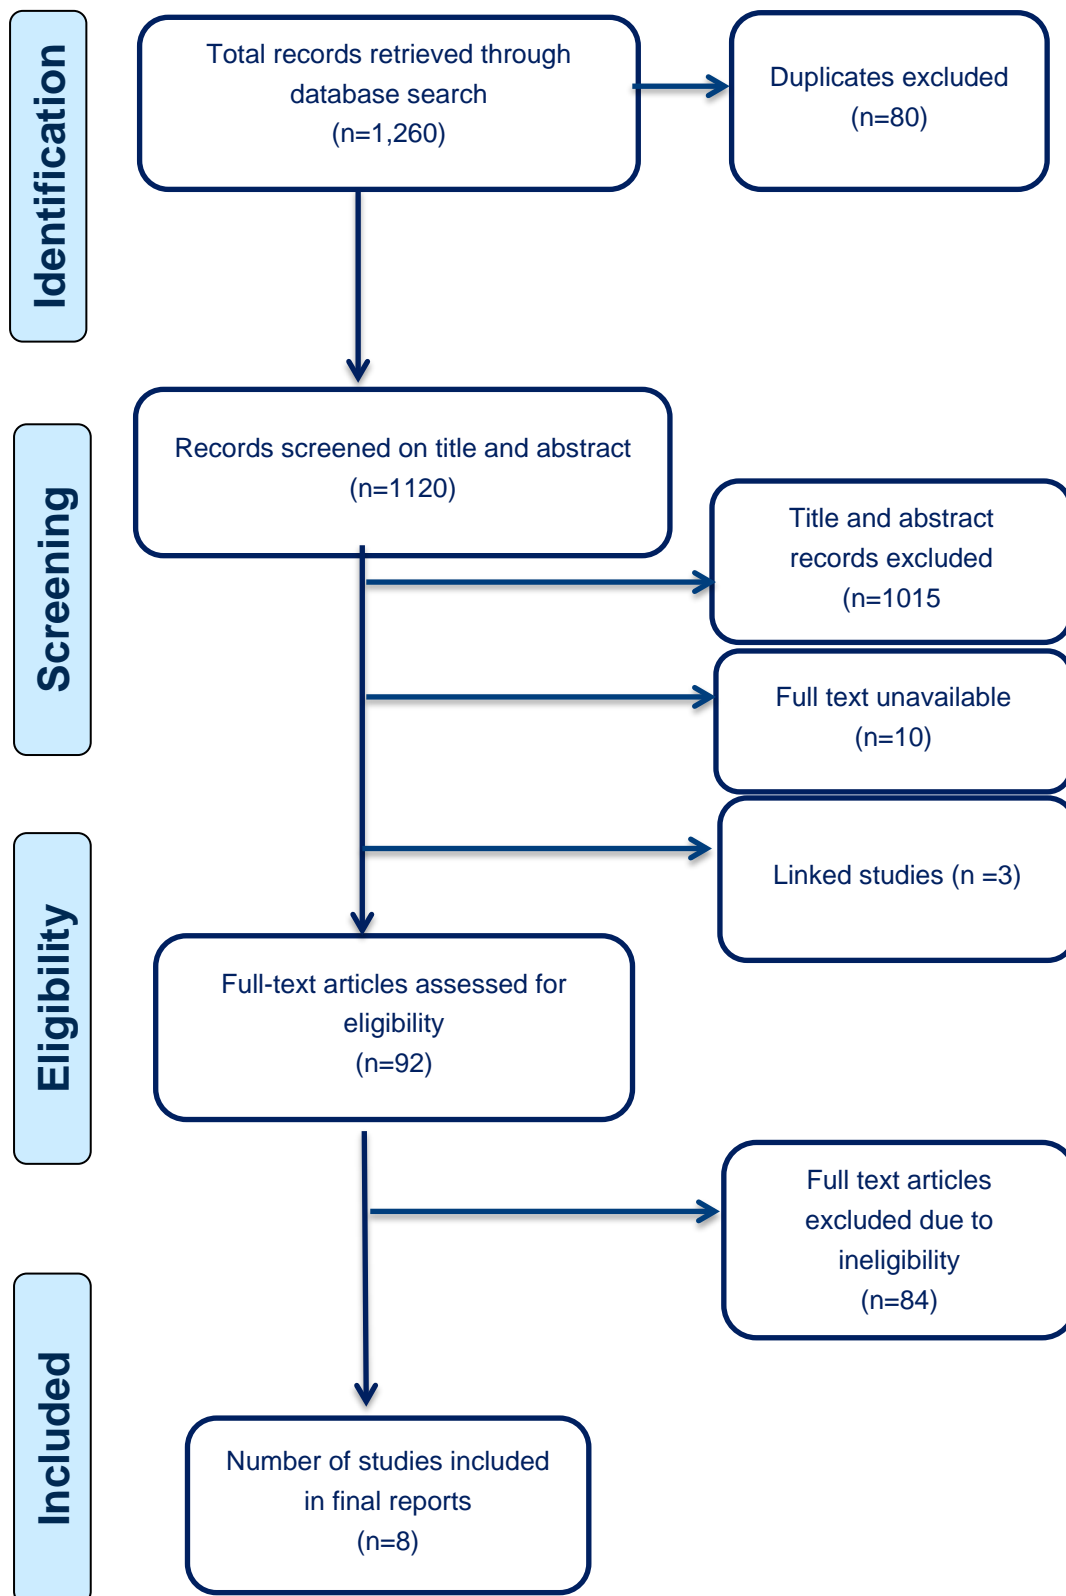 Identification
Total records retrieved through
database search
(n=1,260)
Duplicates excluded
(n=80)
Screening
Records screened on title and abstract
(n=1120)
Title and abstract
records excluded
(n=1015
Full text unavailable
(n=10)
Eligibility
Linked studies (n =3)
Full-text articles assessed for
eligibility
(n=92)
Full text articles
excluded due to
ineligibility
(n=84)
Included
Number of studies included
in final reports
(n=8)